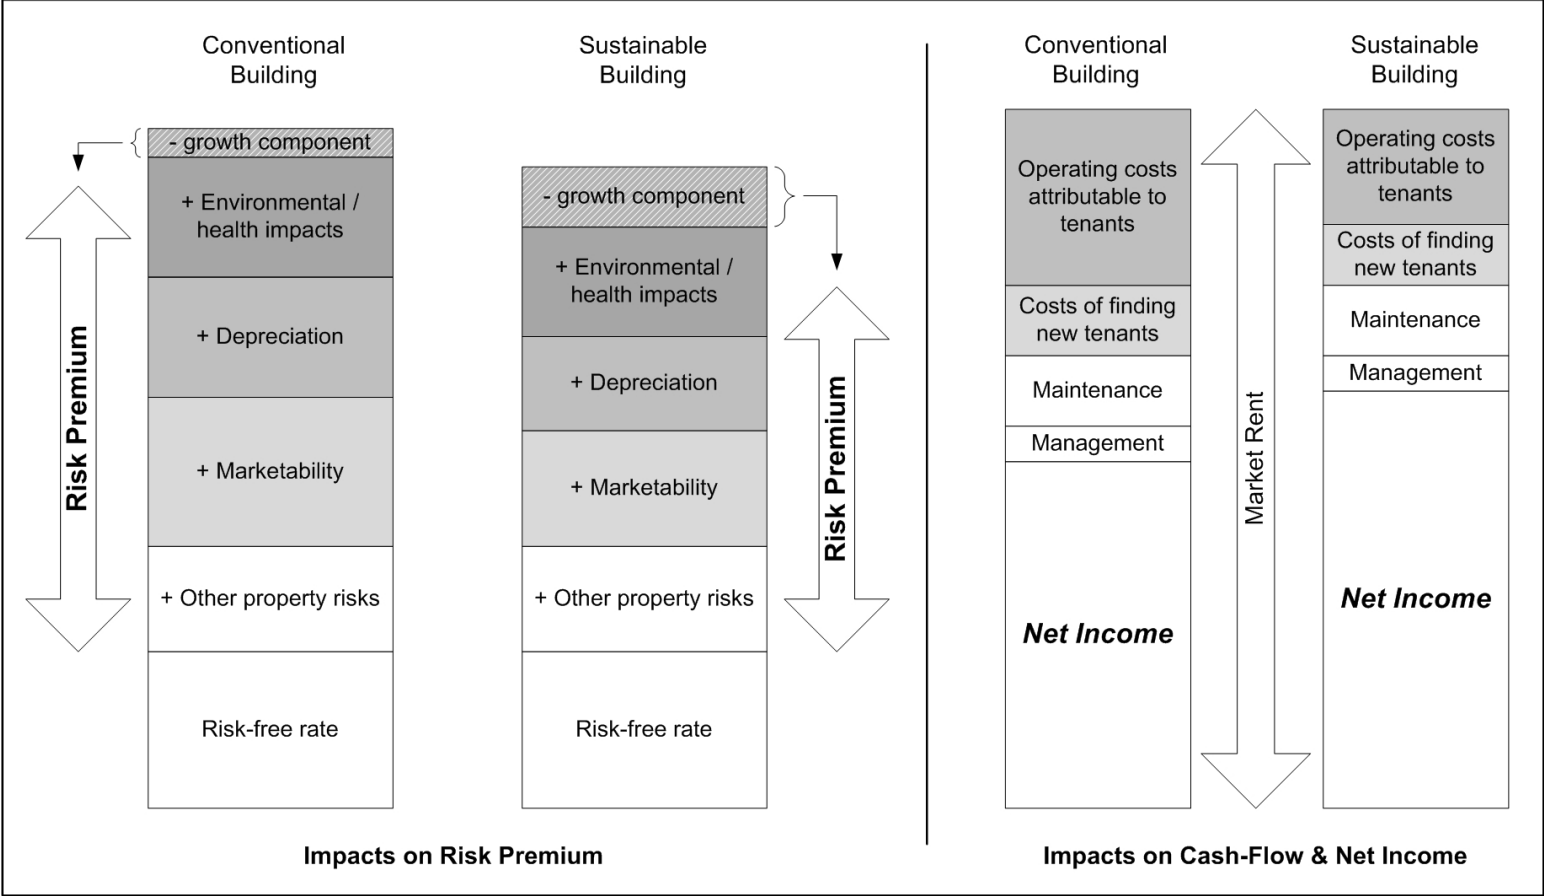 Conventional
Building
- growth component
+ Environmental /
health impacts
+ Depreciation
+ Marketability
+ Other property risks
Risk-free rate
Risk Premium
Sustainable
Building
- growth component
+ Environmental /
health impacts
+ Depreciation
+ Marketability
+ Other property risks
Risk-free rate
Risk Premium
Impacts on Risk Premium
Conventional
Building
Operating costs
attributable to
tenants
Costs of finding
new tenants
Maintenance
Management
Net Income
Market Rent
Sustainable
Building
Operating costs
attributable to
tenants
Costs of finding
new tenants
Maintenance
Management
Net Income
Impacts on Cash-Flow & Net Income